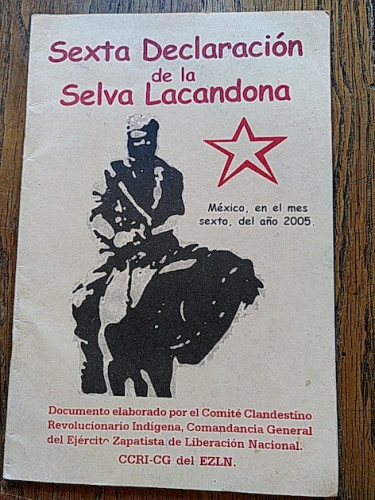 Sexta Declaración
de la
Selva Lacandona
México, en el mes
sexto, del año 2005.
Documento elaborado por el Comité Clandestino
Revolucionario Indígena, Comandancia General
del Ejército Zapatista de Liberación Nacional.
CCRI-CG del EZLN.